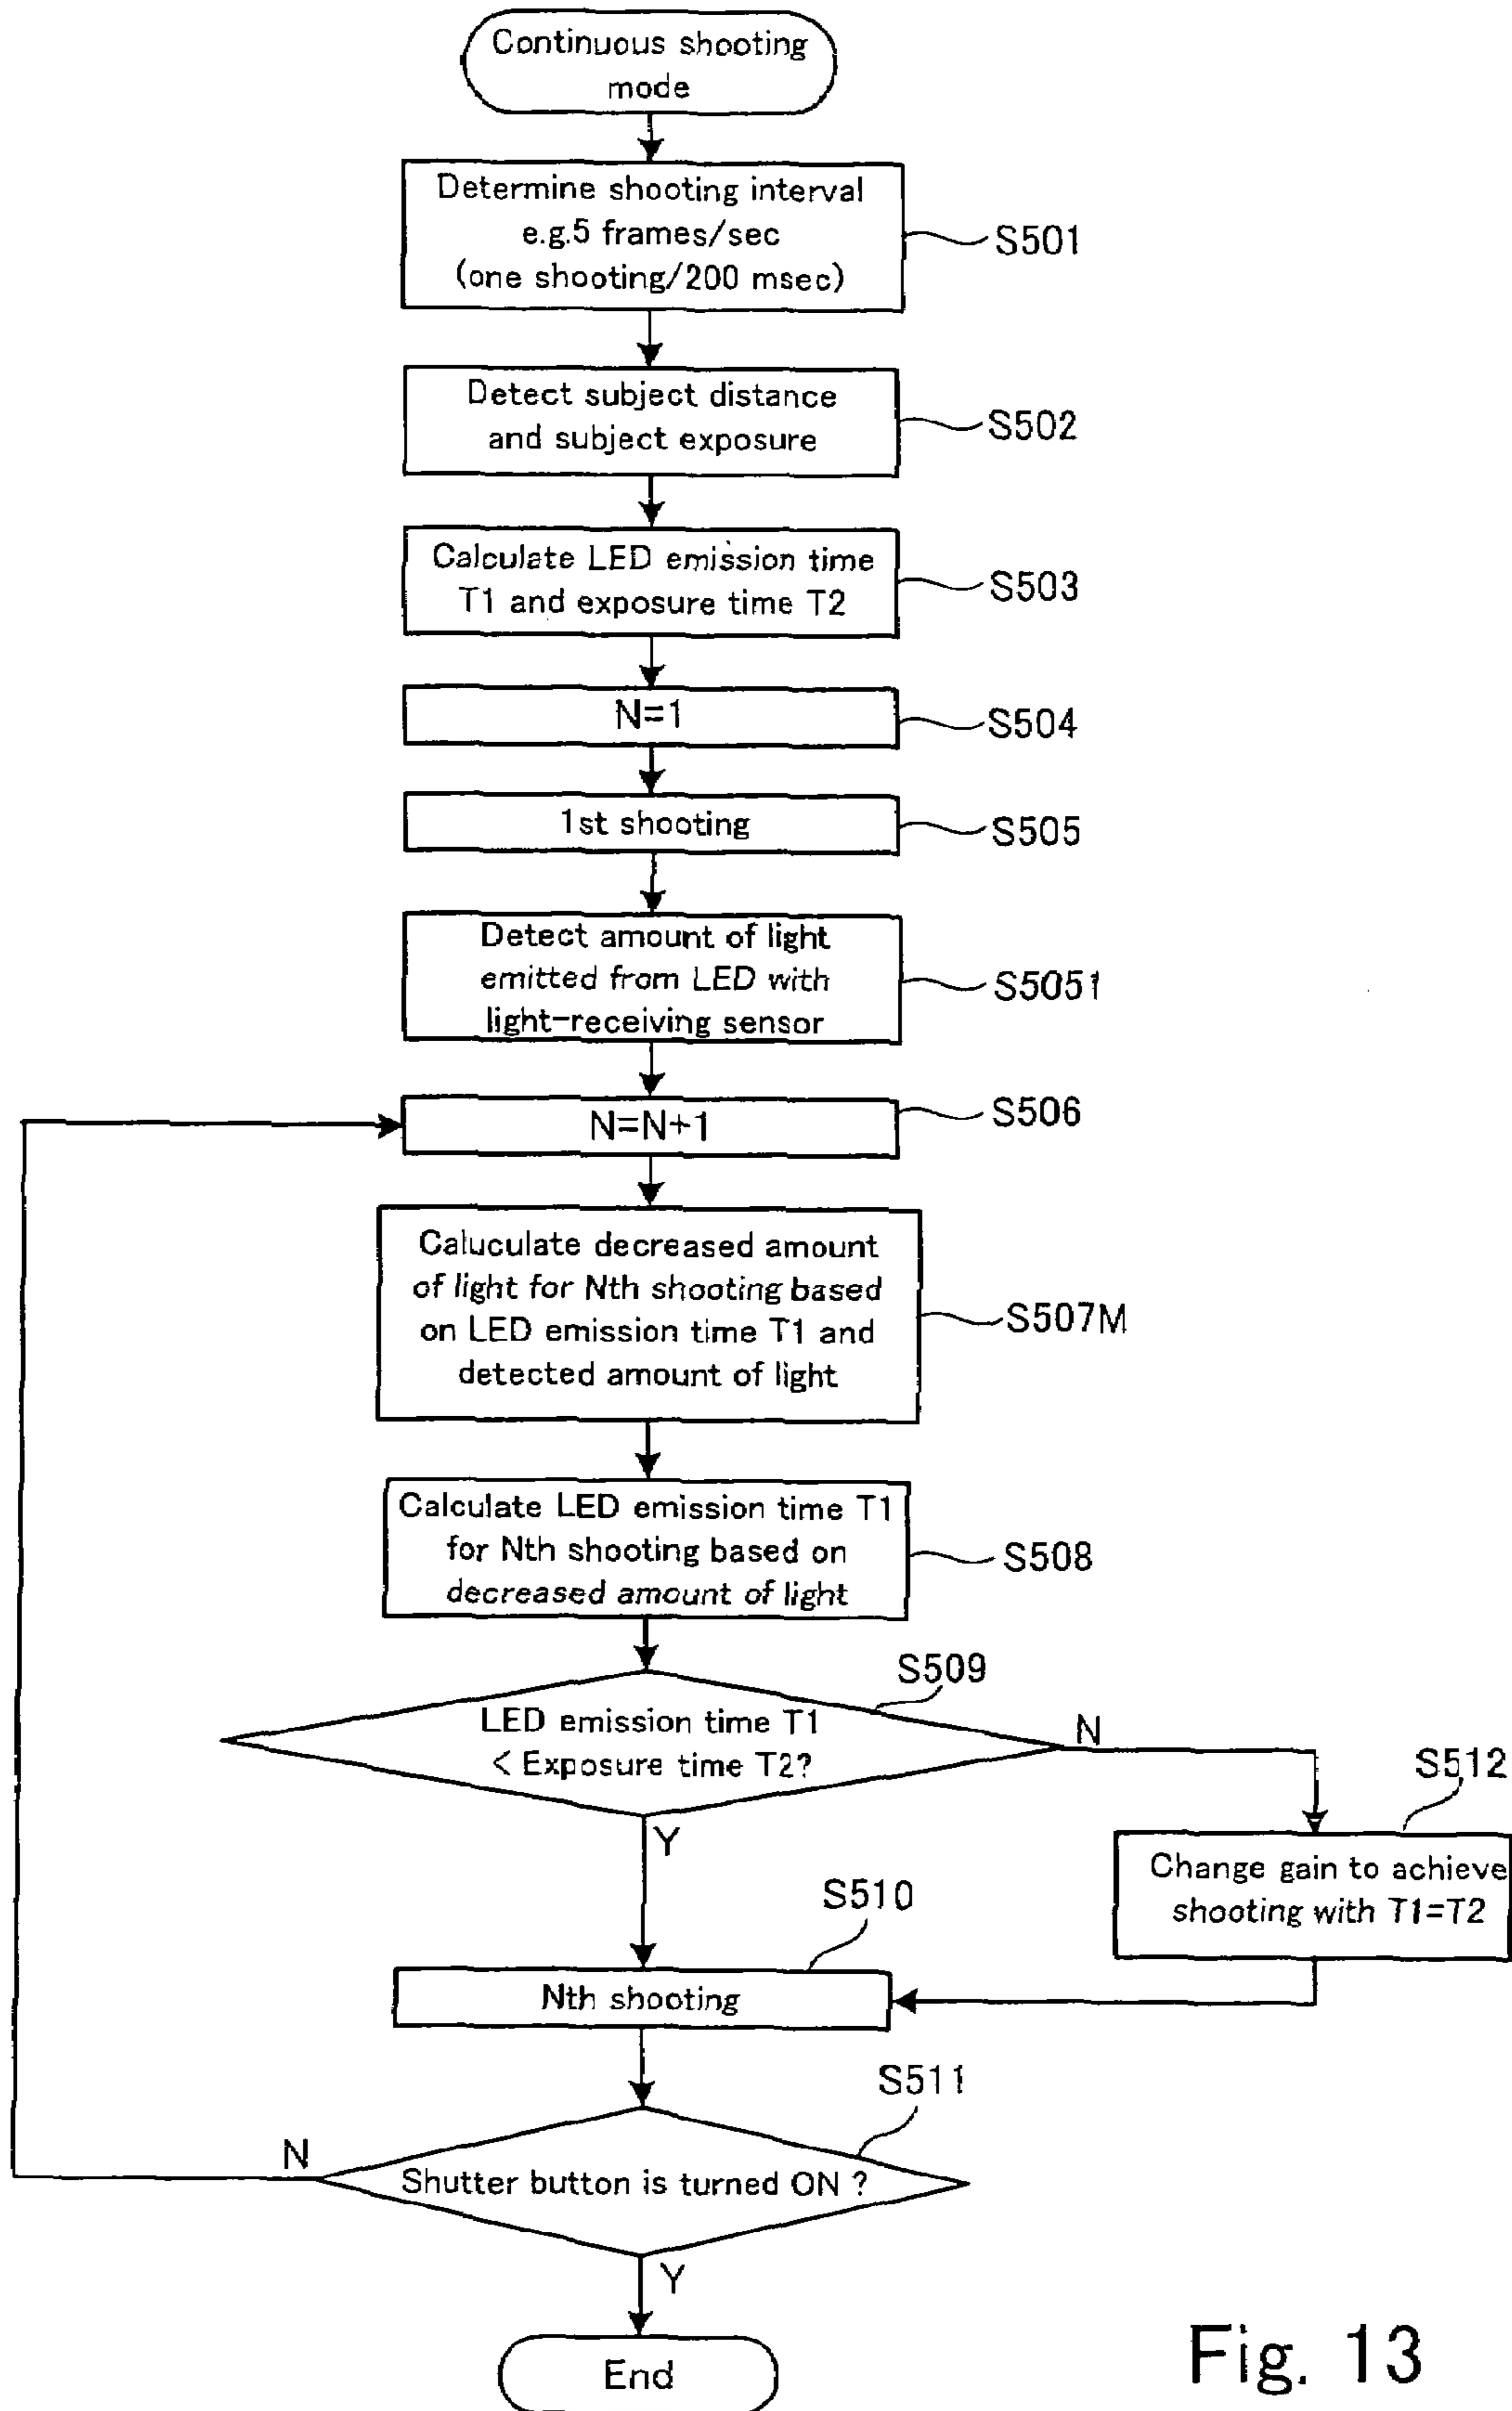 Continuous shooting
mode
Determine shooting interval
e.g.5 frames/sec
(one shooting/200 msec)
S501
Detect subject distance
and subject exposure
S502
Calculate LED emission time
T1 and exposure time T2
S503
N=1
S504
1st shooting
S505
Detect amount of light
emitted from LED with
light-receiving sensor
S5051
N=N+1
S506
Caluculate decreased amount
of light for Nth shooting based
on LED emission time T1 and
detected amount of light
S507M
Calculate LED emission time T1
for Nth shooting based on
decreased amount of light
S508
S509
LED emission time T1
< Exposure time T2?
N
Y
S512
Change gain to achieve
shooting with T1=T2
S510
Nth shooting
S511
N
Shutter button is turned ON ?
Y
End
Fig. 13